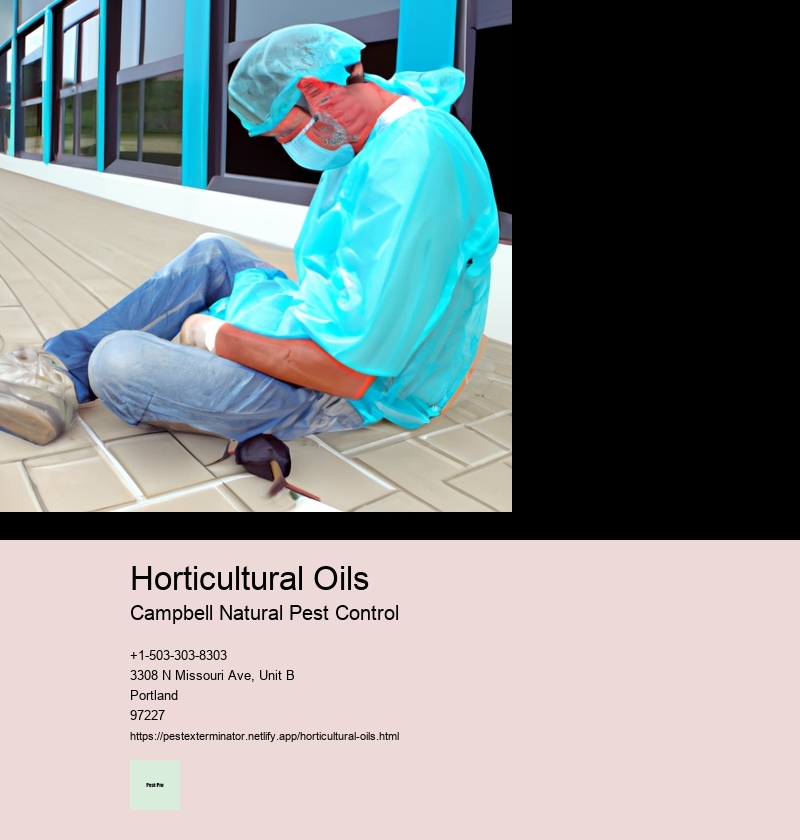 Horticultural Oils
Campbell Natural Pest Control
+1-503-303-8303
3308 N Missouri Ave, Unit B
Portland
97227
https://pestexterminator.netlify.app/horticultural-oils.html
Pest Pro